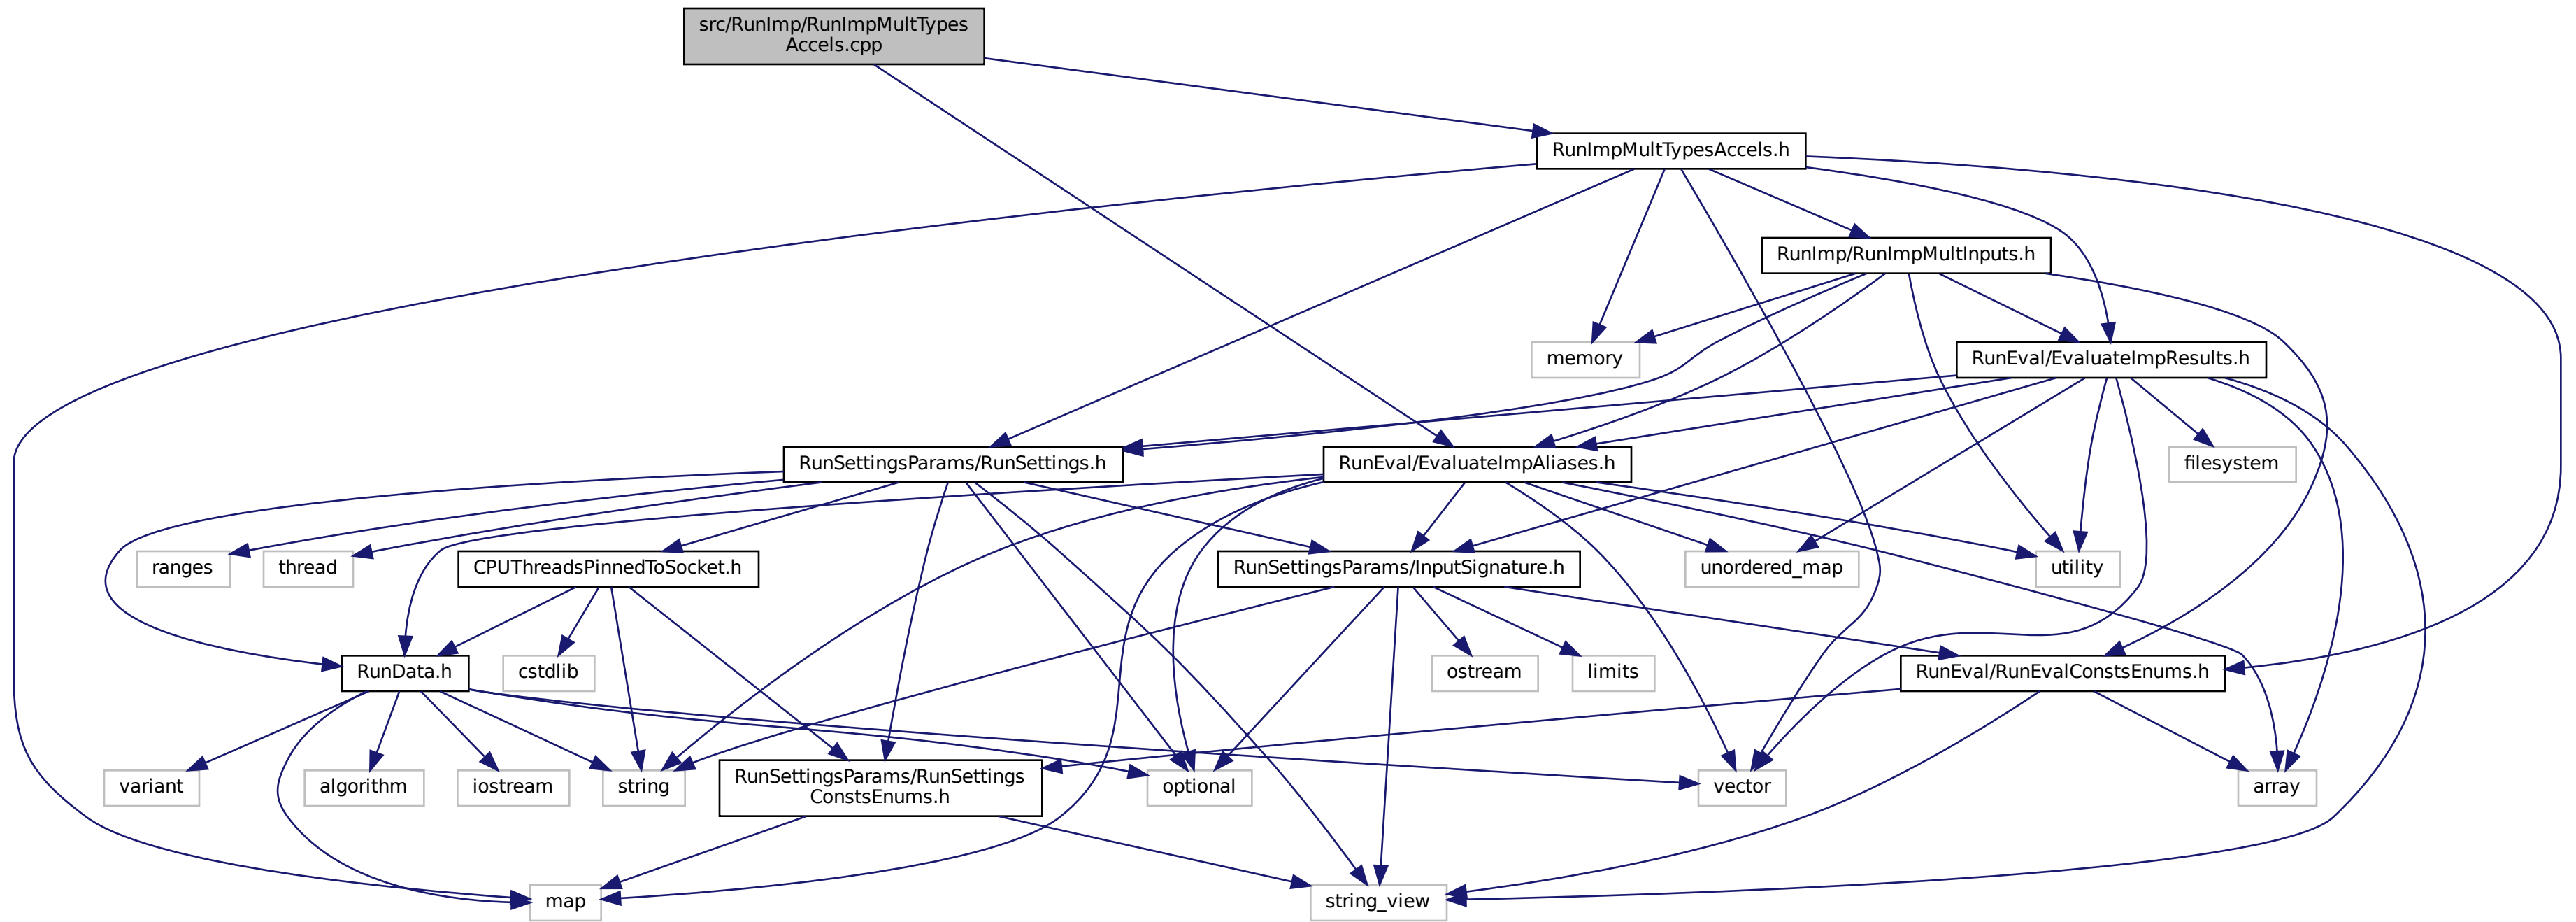 src/RunImp/RunImpMultTypes
Accels.cpp
RunImpMultTypesAccels.h
RunImp/RunImpMultInputs.h
memory
RunEval/EvaluateImpResults.h
RunSettingsParams/RunSettings.h
RunEval/EvaluateImpAliases.h
filesystem
ranges
thread
CPUThreadsPinnedToSocket.h
RunSettingsParams/InputSignature.h
unordered_map
utility
RunData.h
cstdlib
ostream
limits
RunEval/RunEvalConstsEnums.h
variant
algorithm
iostream
string
RunSettingsParams/RunSettings
ConstsEnums.h
optional
vector
array
map
string_view